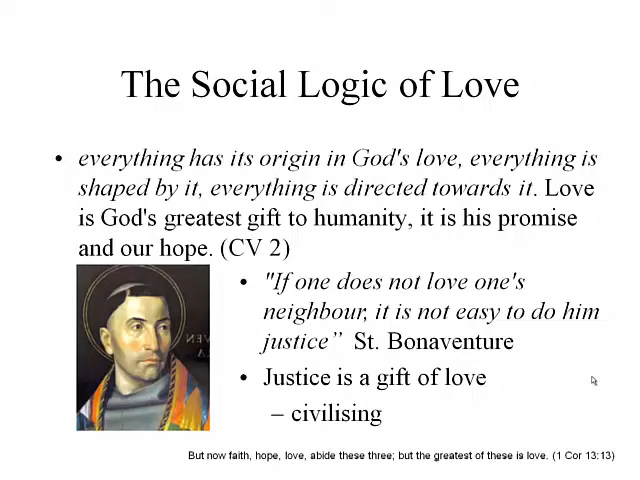 The Social Logic of Love
• everything has its origin in God's love, everything is
shaped by it, everything is directed towards it. Love
is God's greatest gift to humanity, it is his promise
and our hope. (CV 2)
• "If one does not love one's
neighbour, it is not easy to do him
justice” St. Bonaventure
• Justice is a gift of love
– civilising
But now faith, hope, love, abide these three; but the greatest of these is love. (1 Cor 13:13)